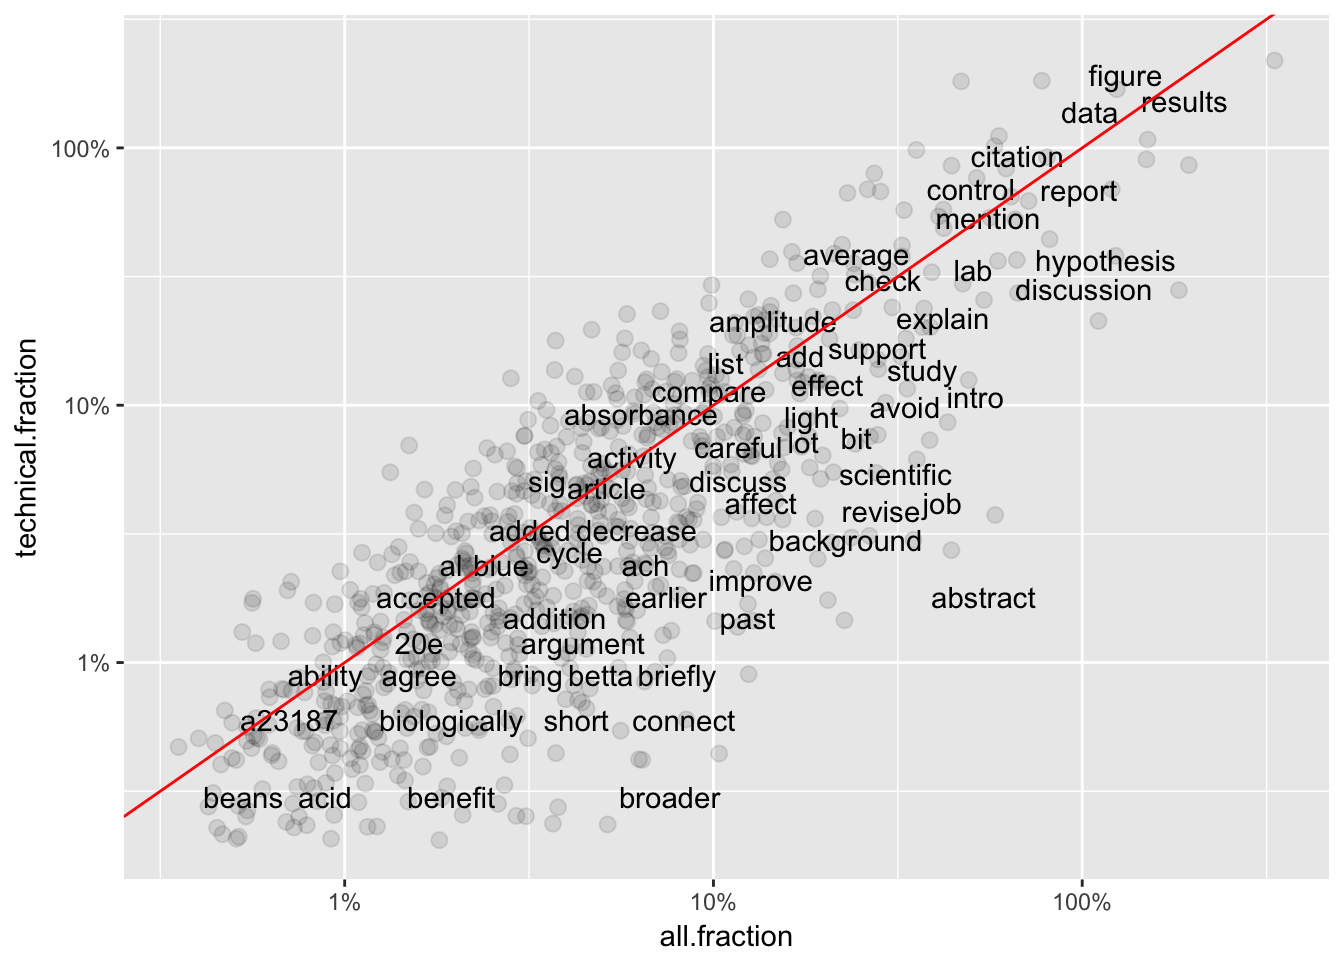 figure
results
data
100%
citation
control
report
mention
average
hypothesis
check
lab
discussion
amplitude
explain
list
add
support
study
compare
effect
intro
10%
absorbance
light
avoid
careful
lot
bit
activity
scientific
sig
article
discuss
affect
revise
job
added
decrease
background
cycle
al
blue
ach
improve
accepted
earlier
abstract
addition
past
20e
argument
1%
ability
agree
bring
betta
briefly
a23187
biologically
short
connect
beans
acid
benefit
broader
technical.fraction
1%
10%
100%
all.fraction